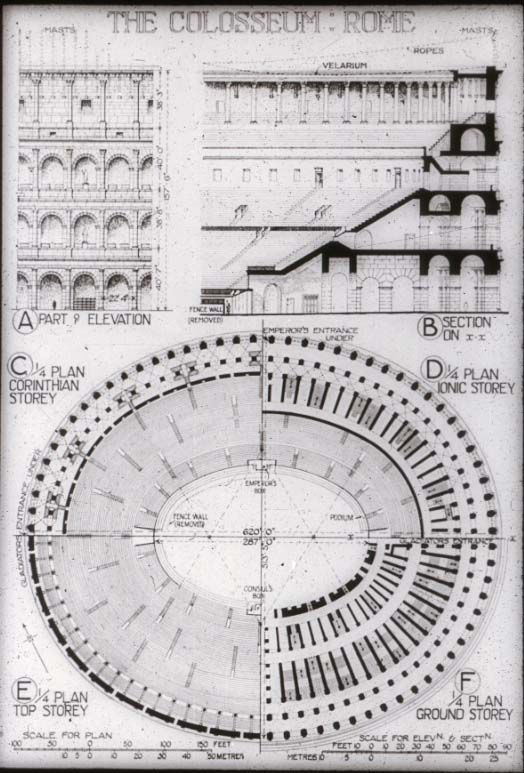 THE COLOSSEUM : ROME
MASTS
MASTS
ROPES
VELARIUM
FENCE WALL
(REMOVED)
A PART OF ELEVATION
B SECTION
ON X-X
EMPEROR'S ENTRANCE
UNDER
C 1/4 PLAN
CORINTHIAN
STOREY
D 1/4 PLAN
IONIC STOREY
GLADIATORS ENTRANCE UNDER
EMPEROR'S
BOX
FENCE WALL
(REMOVED)
PODIUM
620' 0"
287' 0"
GLADIATORS ENTRANCE
CONSUL'S
BOX
E 1/4 PLAN
TOP STOREY
F 1/4 PLAN
GROUND STOREY
SCALE FOR PLAN
100 50 0 50 100 150 FEET
10 5 0 10 20 30 40 50 METRES
SCALE FOR ELEVN. & SECTN.
FEET 10 0 10 20 30 40 50 60 70 80 90
METRES 0 5 10 15 20 25